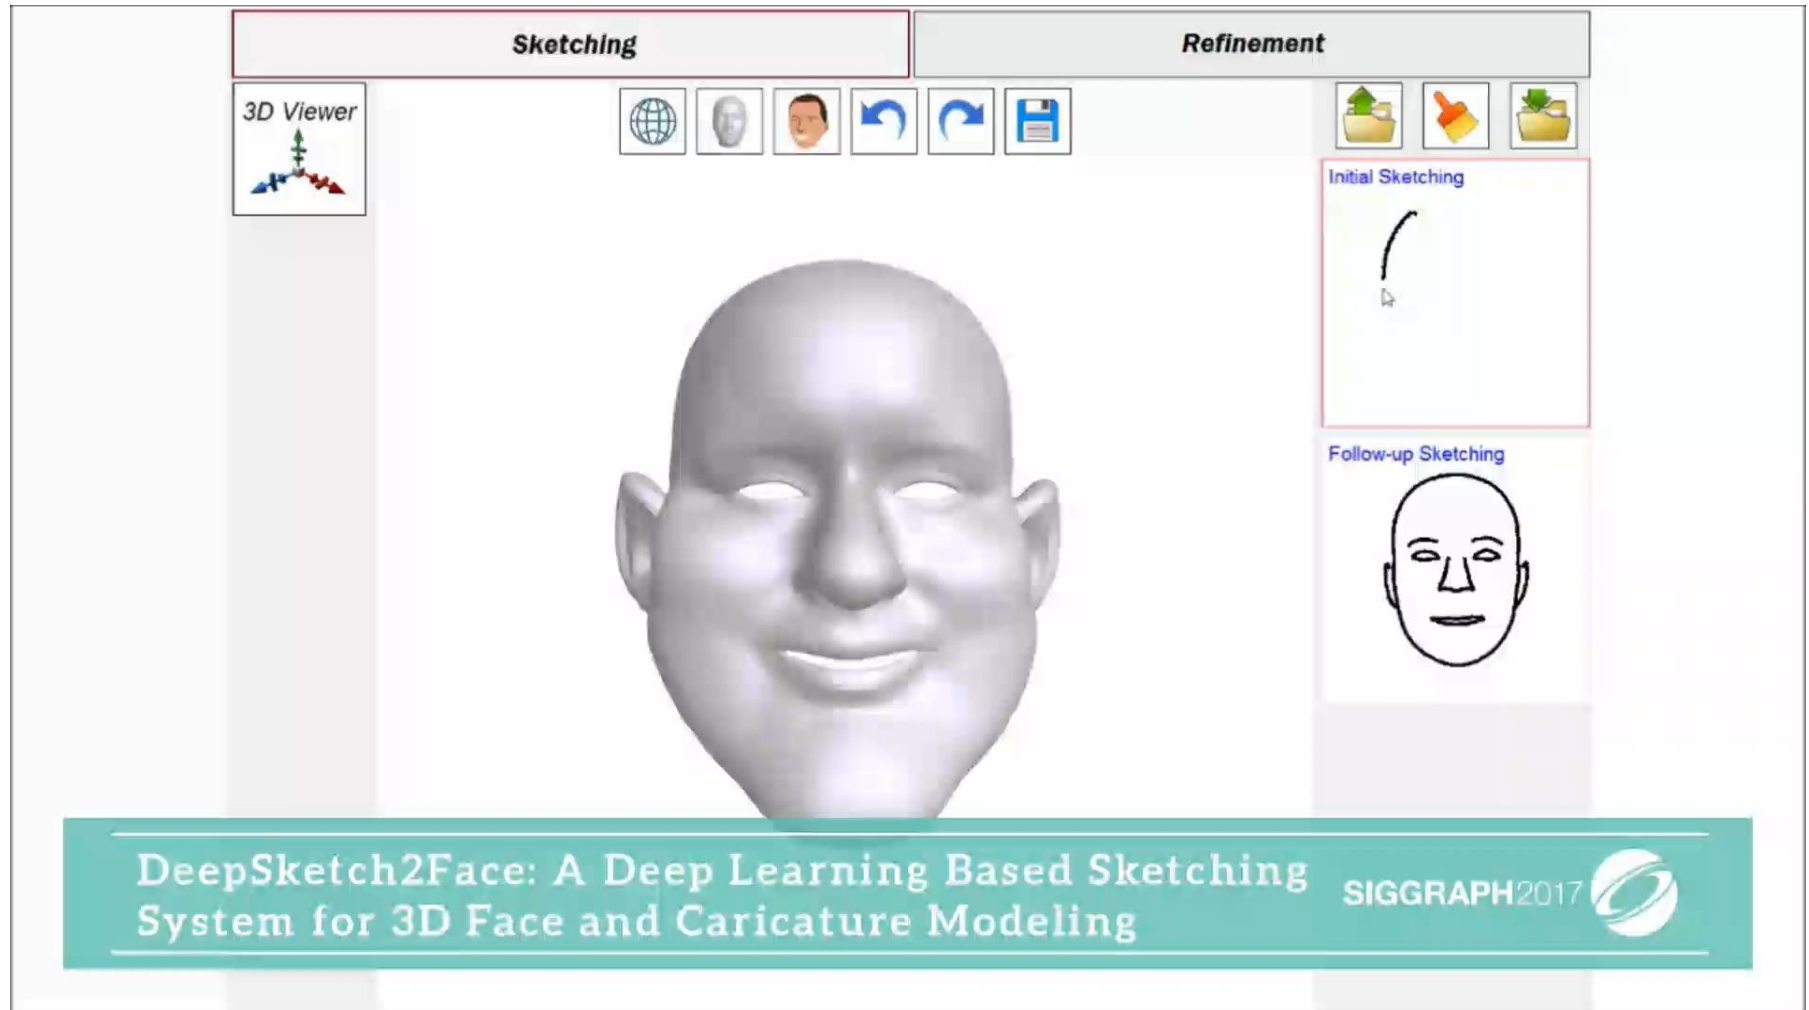 Sketching
Refinement
3D Viewer
Initial Sketching
Follow-up Sketching
DeepSketch2Face: A Deep Learning Based Sketching
System for 3D Face and Caricature Modeling
SIGGRAPH2017